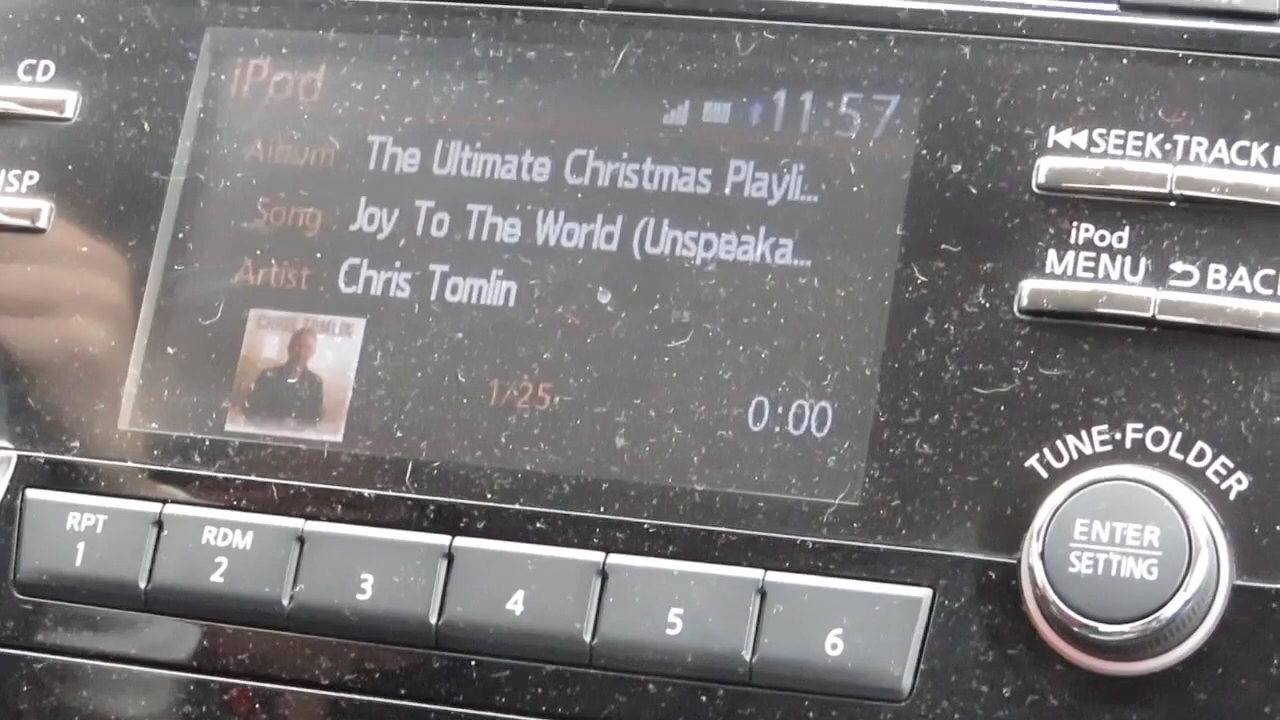 CD
iPod
11:57
Album The Ultimate Christmas Playli...
ISP
Song Joy To The World (Unspeaka...
Artist Chris Tomlin
CHRIS TOMLIN
1/25
0:00
SEEK·TRACK
iPod
MENU
BAC
TUNE·FOLDER
ENTER
SETTING
RPT
1
RDM
2
3
4
5
6